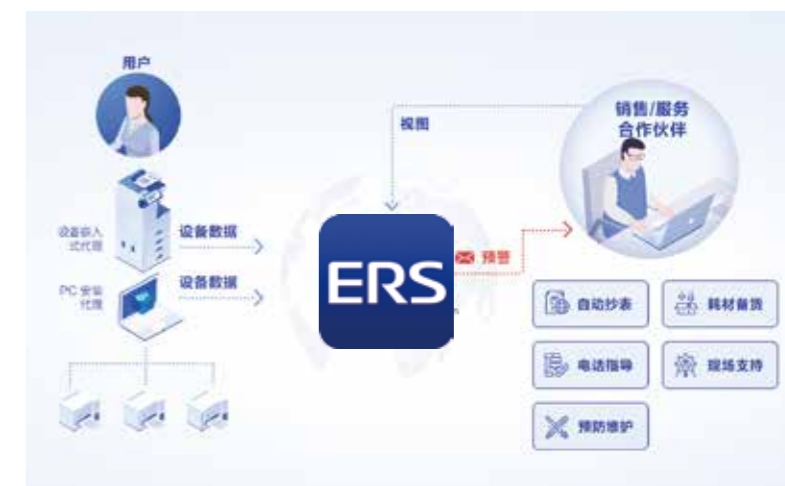 用户
设备嵌入
式代理
设备数据
PC 安装
代理
设备数据
视图
ERS
预警
销售/服务
合作伙伴
自动抄表
耗材备货
电话指导
现场支持
预防维护